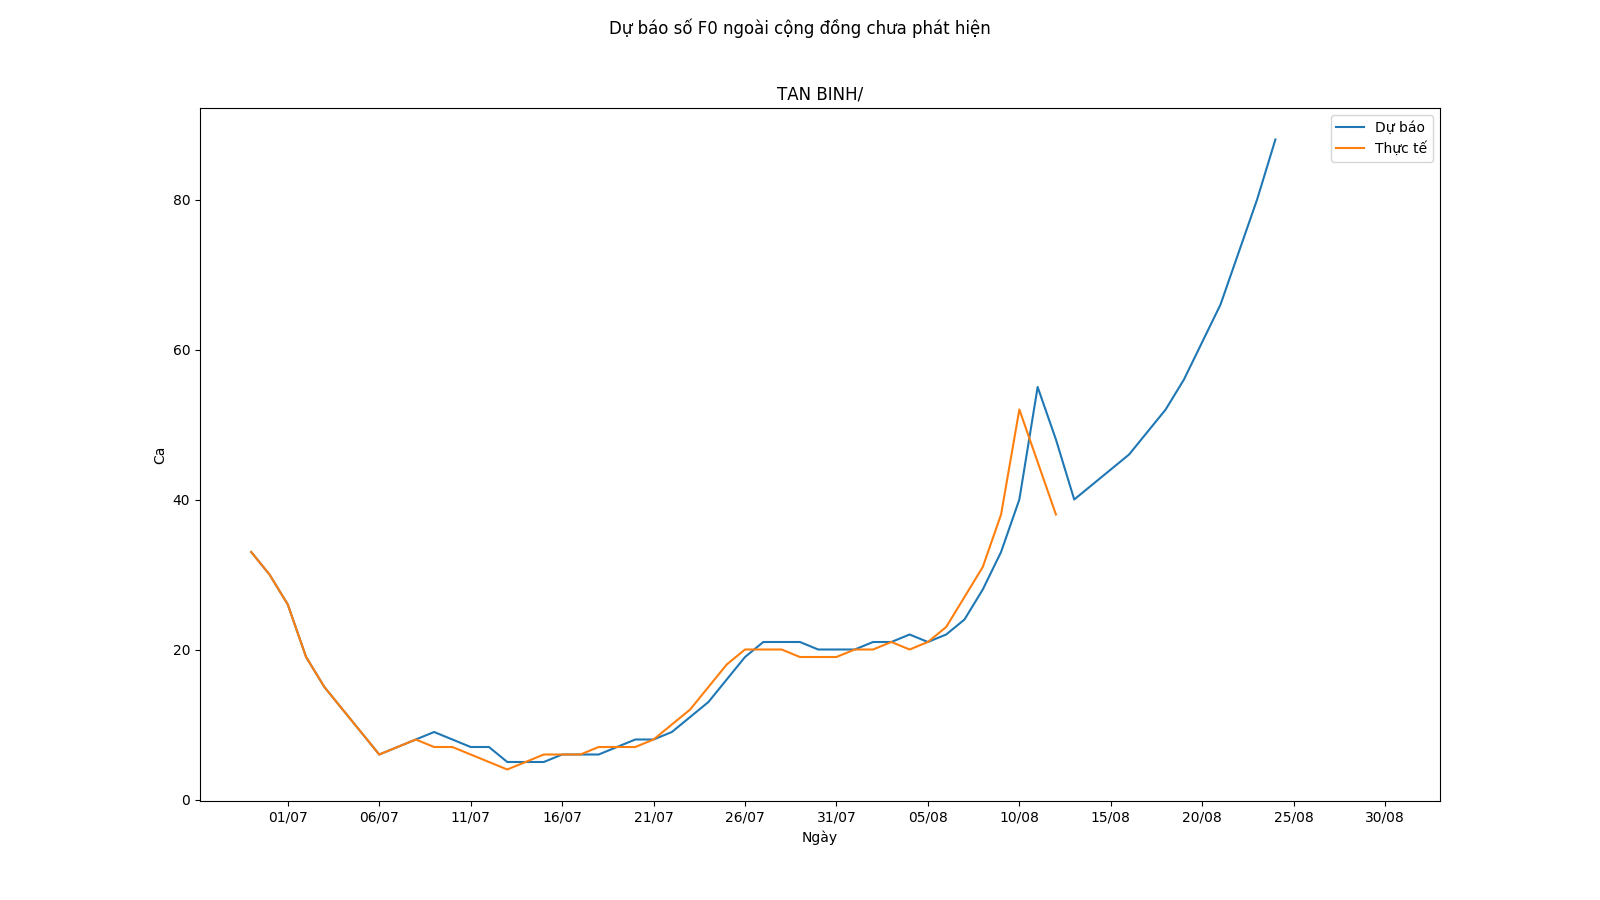 Dự báo số F0 ngoài cộng đồng chưa phát hiện
TAN BINH/
Dự báo
Thực tế
80
60
40
20
0
Ca
01/07 06/07 11/07 16/07 21/07 26/07 31/07 05/08 10/08 15/08 20/08 25/08 30/08
Ngày